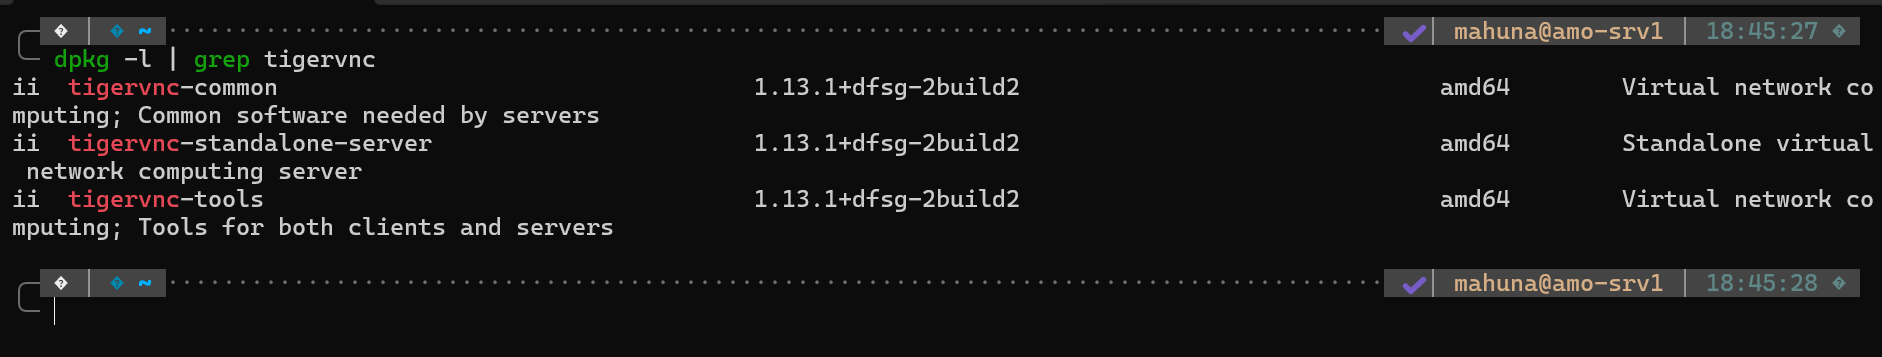 � │ � ~ ················ ✔ │ mahuna@amo-srv1 │ 18:45:27 �
dpkg -l | grep tigervnc
ii  tigervnc-common                                  1.13.1+dfsg-2build2                              amd64        Virtual network co
mputing; Common software needed by servers
ii  tigervnc-standalone-server                       1.13.1+dfsg-2build2                              amd64        Standalone virtual
 network computing server
ii  tigervnc-tools                                   1.13.1+dfsg-2build2                              amd64        Virtual network co
mputing; Tools for both clients and servers
� │ � ~ ················ ✔ │ mahuna@amo-srv1 │ 18:45:28 �